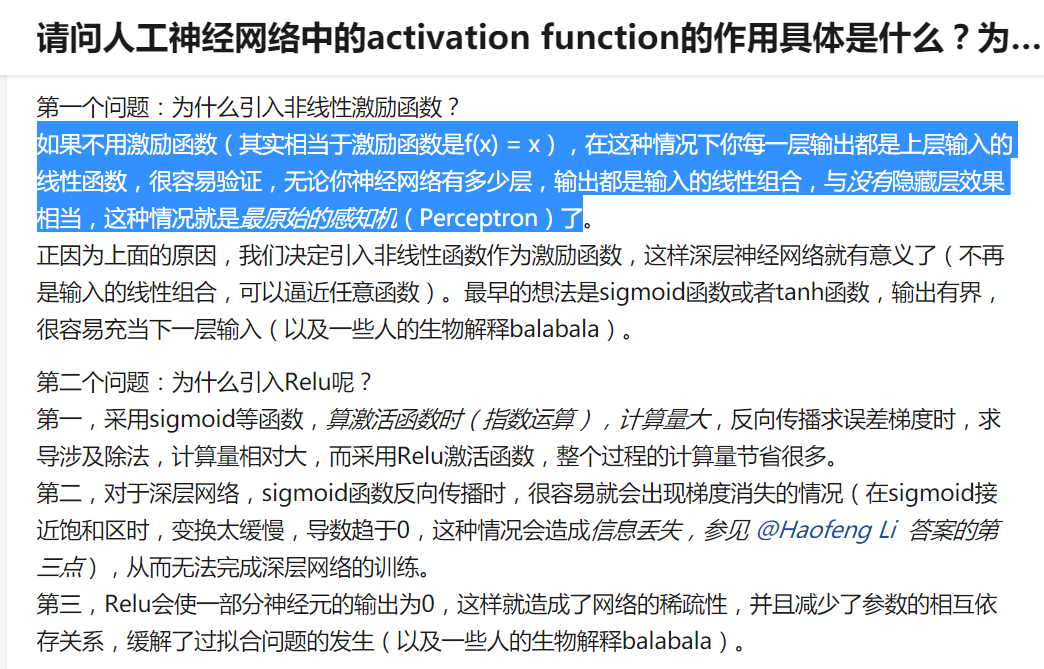 请问人工神经网络中的activation function的作用具体是什么？为…
第一个问题：为什么引入非线性激励函数？
如果不用激励函数（其实相当于激励函数是f(x) = x），在这种情况下你每一层输出都是上层输入的
线性函数，很容易验证，无论你神经网络有多少层，输出都是输入的线性组合，与没有隐藏层效果
相当，这种情况就是最原始的感知机（Perceptron）了。
正因为上面的原因，我们决定引入非线性函数作为激励函数，这样深层神经网络就有意义了（不再
是输入的线性组合，可以逼近任意函数）。最早的想法是sigmoid函数或者tanh函数，输出有界，
很容易充当下一层输入（以及一些人的生物解释balabala）。
第二个问题：为什么引入Relu呢？
第一，采用sigmoid等函数，算激活函数时（指数运算），计算量大，反向传播求误差梯度时，求
导涉及除法，计算量相对大，而采用Relu激活函数，整个过程的计算量节省很多。
第二，对于深层网络，sigmoid函数反向传播时，很容易就会出现梯度消失的情况（在sigmoid接
近饱和区时，变换太缓慢，导数趋于0，这种情况会造成信息丢失，参见 @Haofeng Li 答案的第
三点），从而无法完成深层网络的训练。
第三，Relu会使一部分神经元的输出为0，这样就造成了网络的稀疏性，并且减少了参数的相互依
存关系，缓解了过拟合问题的发生（以及一些人的生物解释balabala）。